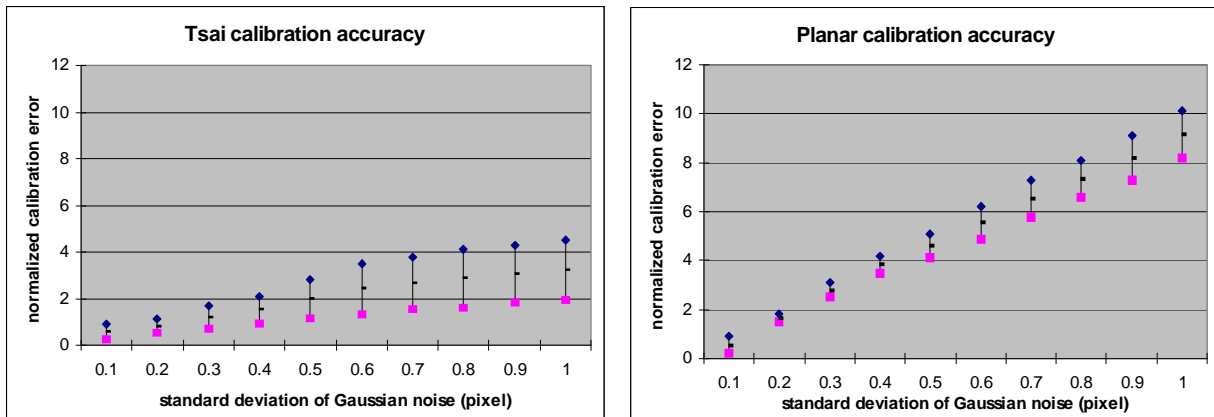 Tsai calibration accuracy
normalized calibration error
12
10
8
6
4
2
0
0.1 0.2 0.3 0.4 0.5 0.6 0.7 0.8 0.9 1
standard deviation of Gaussian noise (pixel)
Planar calibration accuracy
normalized calibration error
12
10
8
6
4
2
0
0.1 0.2 0.3 0.4 0.5 0.6 0.7 0.8 0.9 1
standard deviation of Gaussian noise (pixel)